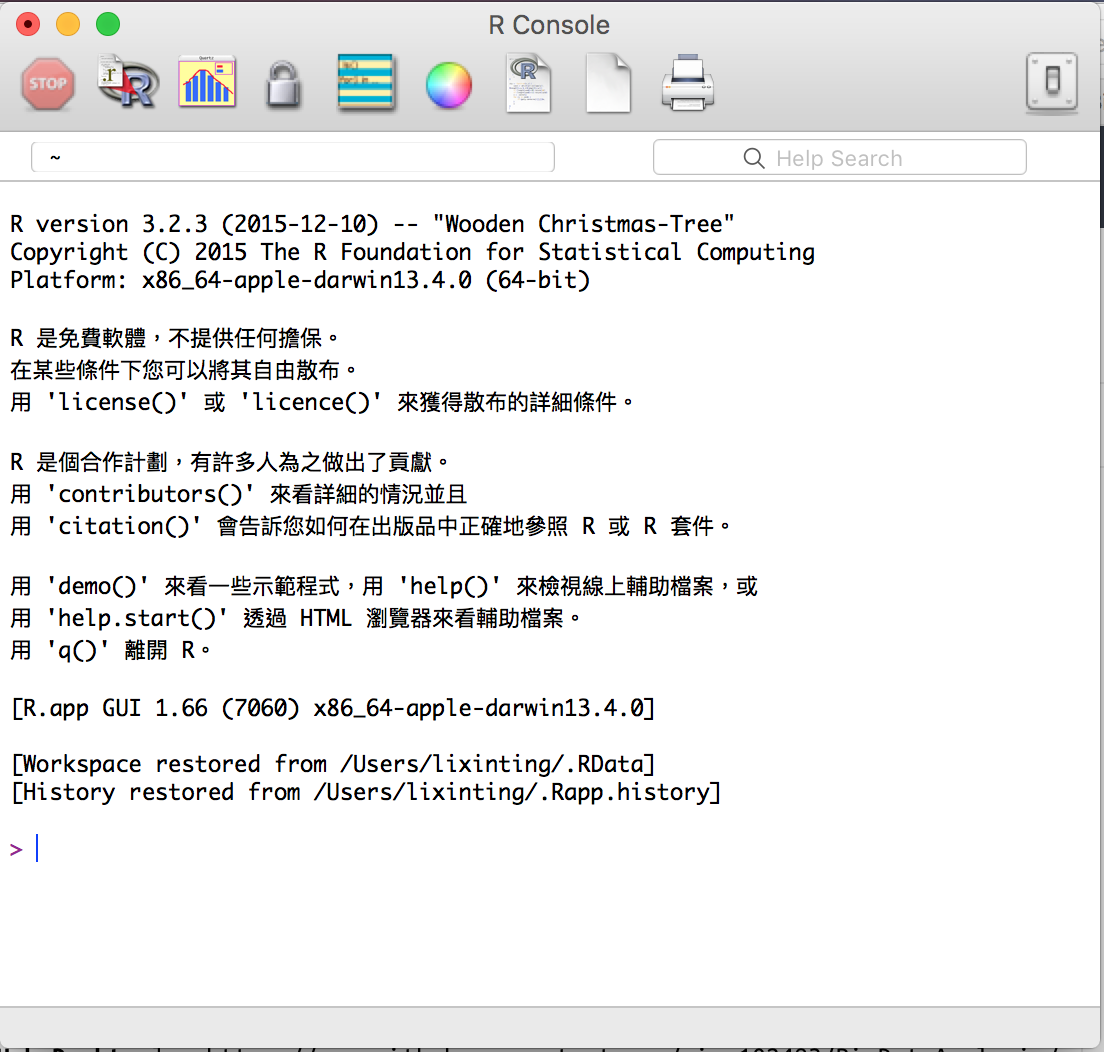 R Console
STOP
~
Help Search
R version 3.2.3 (2015-12-10) -- "Wooden Christmas-Tree"
Copyright (C) 2015 The R Foundation for Statistical Computing
Platform: x86_64-apple-darwin13.4.0 (64-bit)
R 是免費軟體，不提供任何擔保。
在某些條件下您可以將其自由散布。
用 'license()' 或 'licence()' 來獲得散布的詳細條件。
R 是個合作計劃，有許多人為之做出了貢獻。
用 'contributors()' 來看詳細的情況並且
用 'citation()' 會告訴您如何在出版品中正確地參照 R 或 R 套件。
用 'demo()' 來看一些示範程式，用 'help()' 來檢視線上輔助檔案，或
用 'help.start()' 透過 HTML 瀏覽器來看輔助檔案。
用 'q()' 離開 R。
[R.app GUI 1.66 (7060) x86_64-apple-darwin13.4.0]
[Workspace restored from /Users/lixinting/.RData]
[History restored from /Users/lixinting/.Rapp.history]
>